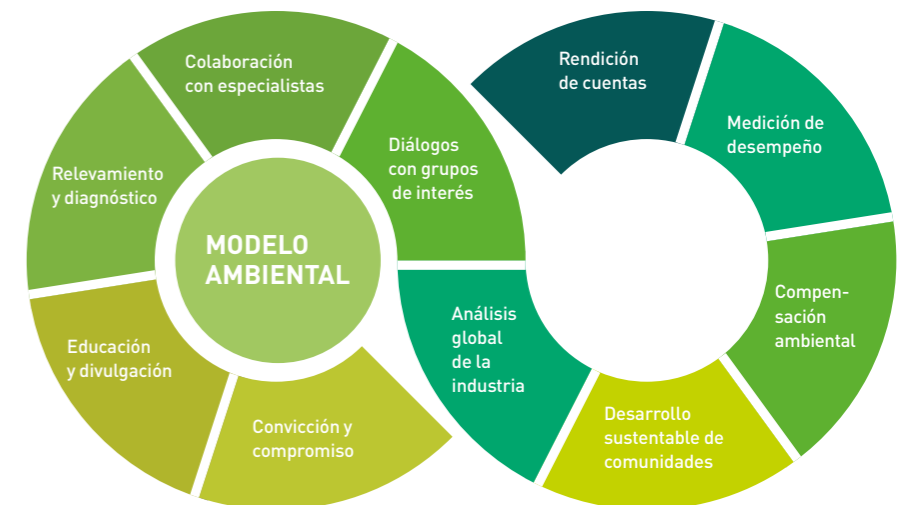 Colaboración
con especialistas
Relevamiento
y diagnóstico
Diálogos
con grupos
de interés
MODELO
AMBIENTAL
Educación
y divulgación
Convicción y
compromiso
Rendición
de cuentas
Medición de
desempeño
Compen-
sación
ambiental
Análisis
global
de la
industria
Desarrollo
sustentable de
comunidades